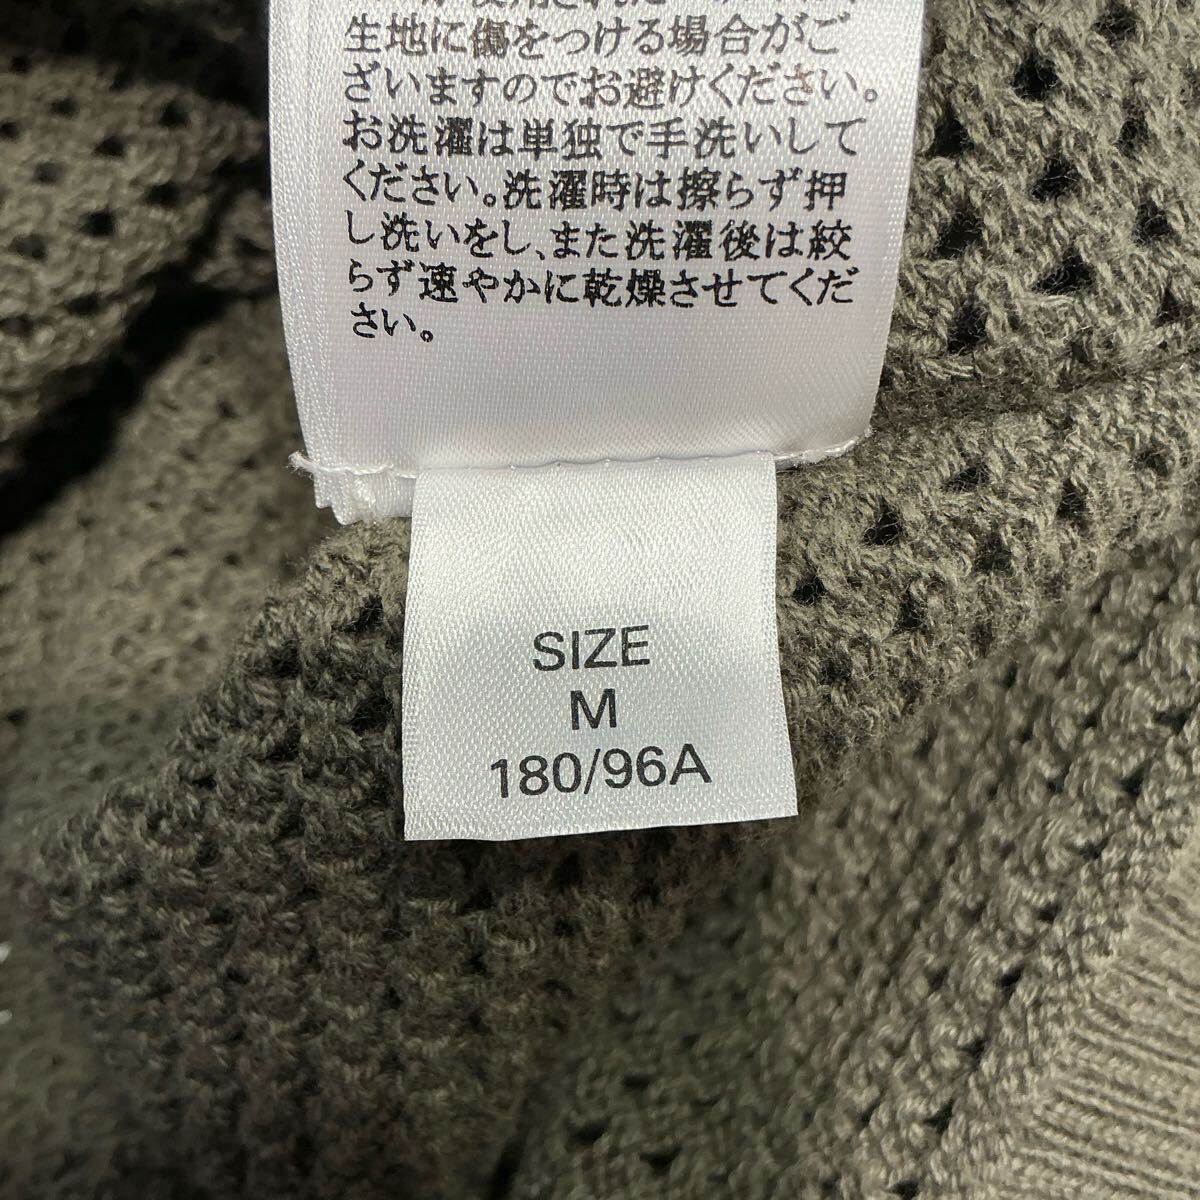 生地に傷をつける場合がご
ざいますのでお避けください。
お洗濯は単独で手洗いして
ください。洗濯時は擦らず押
し洗いをし、また洗濯後は絞
らず速やかに乾燥させてくだ
さい。
SIZE
M
180/96A